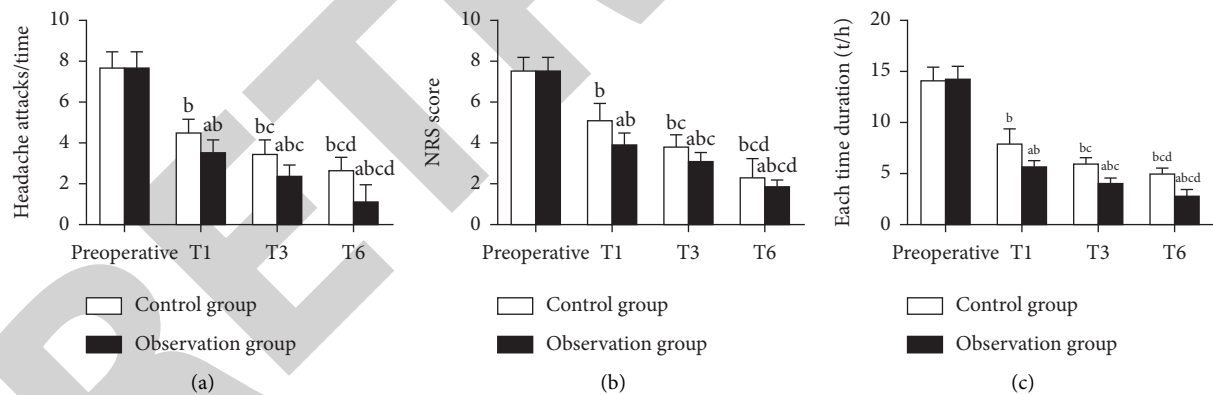 Headache attacks/time
10
8
6
4
2
0
b
ab
bc
abc
bcd
abcd
Preoperative T1 T3 T6
Control group
Observation group
(a)
NRS score
10
8
6
4
2
0
b
ab
bc
abc
bcd
abcd
Preoperative T1 T3 T6
Control group
Observation group
(b)
Each time duration (t/h)
20
15
10
5
0
b
ab
bc
abc
bcd
abcd
Preoperative T1 T3 T6
Control group
Observation group
(c)
RET